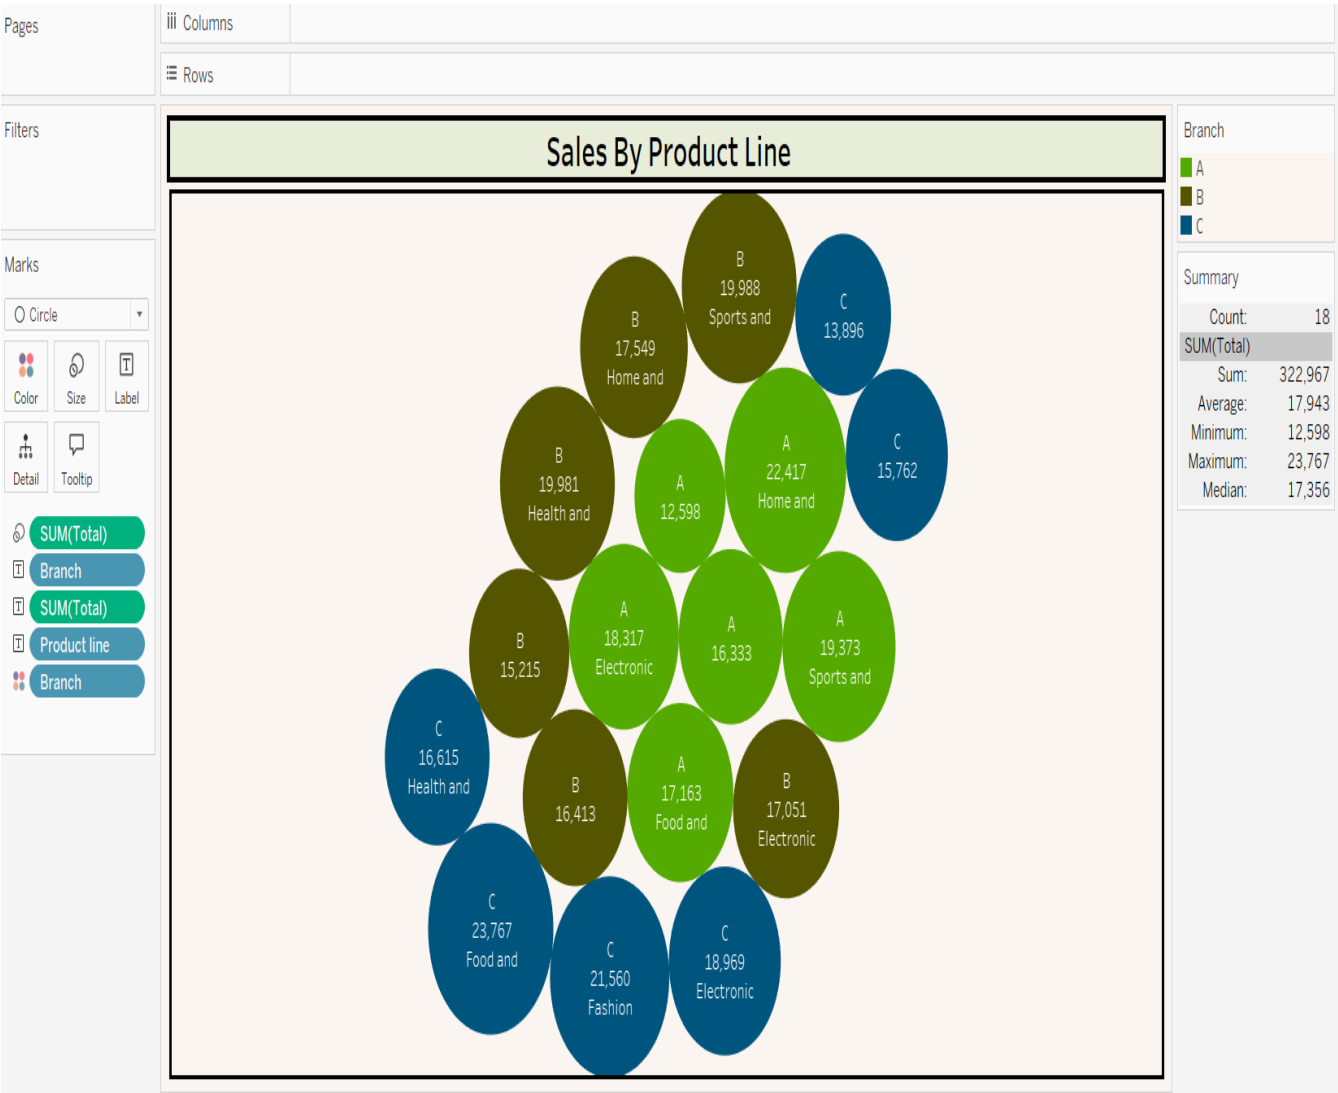 Pages
Columns
Rows
Filters
Marks
Circle
Color
Size
Label
Detail
Tooltip
SUM(Total)
Branch
SUM(Total)
Product line
Branch
Sales By Product Line
B
19,988
Sports and
C
13,896
B
17,549
Home and
A
22,417
Home and
C
15,762
B
19,981
Health and
A
12,598
A
18,317
Electronic
A
16,333
A
19,373
Sports and
B
15,215
C
16,615
Health and
B
16,413
A
17,163
Food and
B
17,051
Electronic
C
23,767
Food and
C
21,560
Fashion
C
18,969
Electronic
Branch
A
B
C
Summary
Count: 18
SUM(Total)
Sum: 322,967
Average: 17,943
Minimum: 12,598
Maximum: 23,767
Median: 17,356